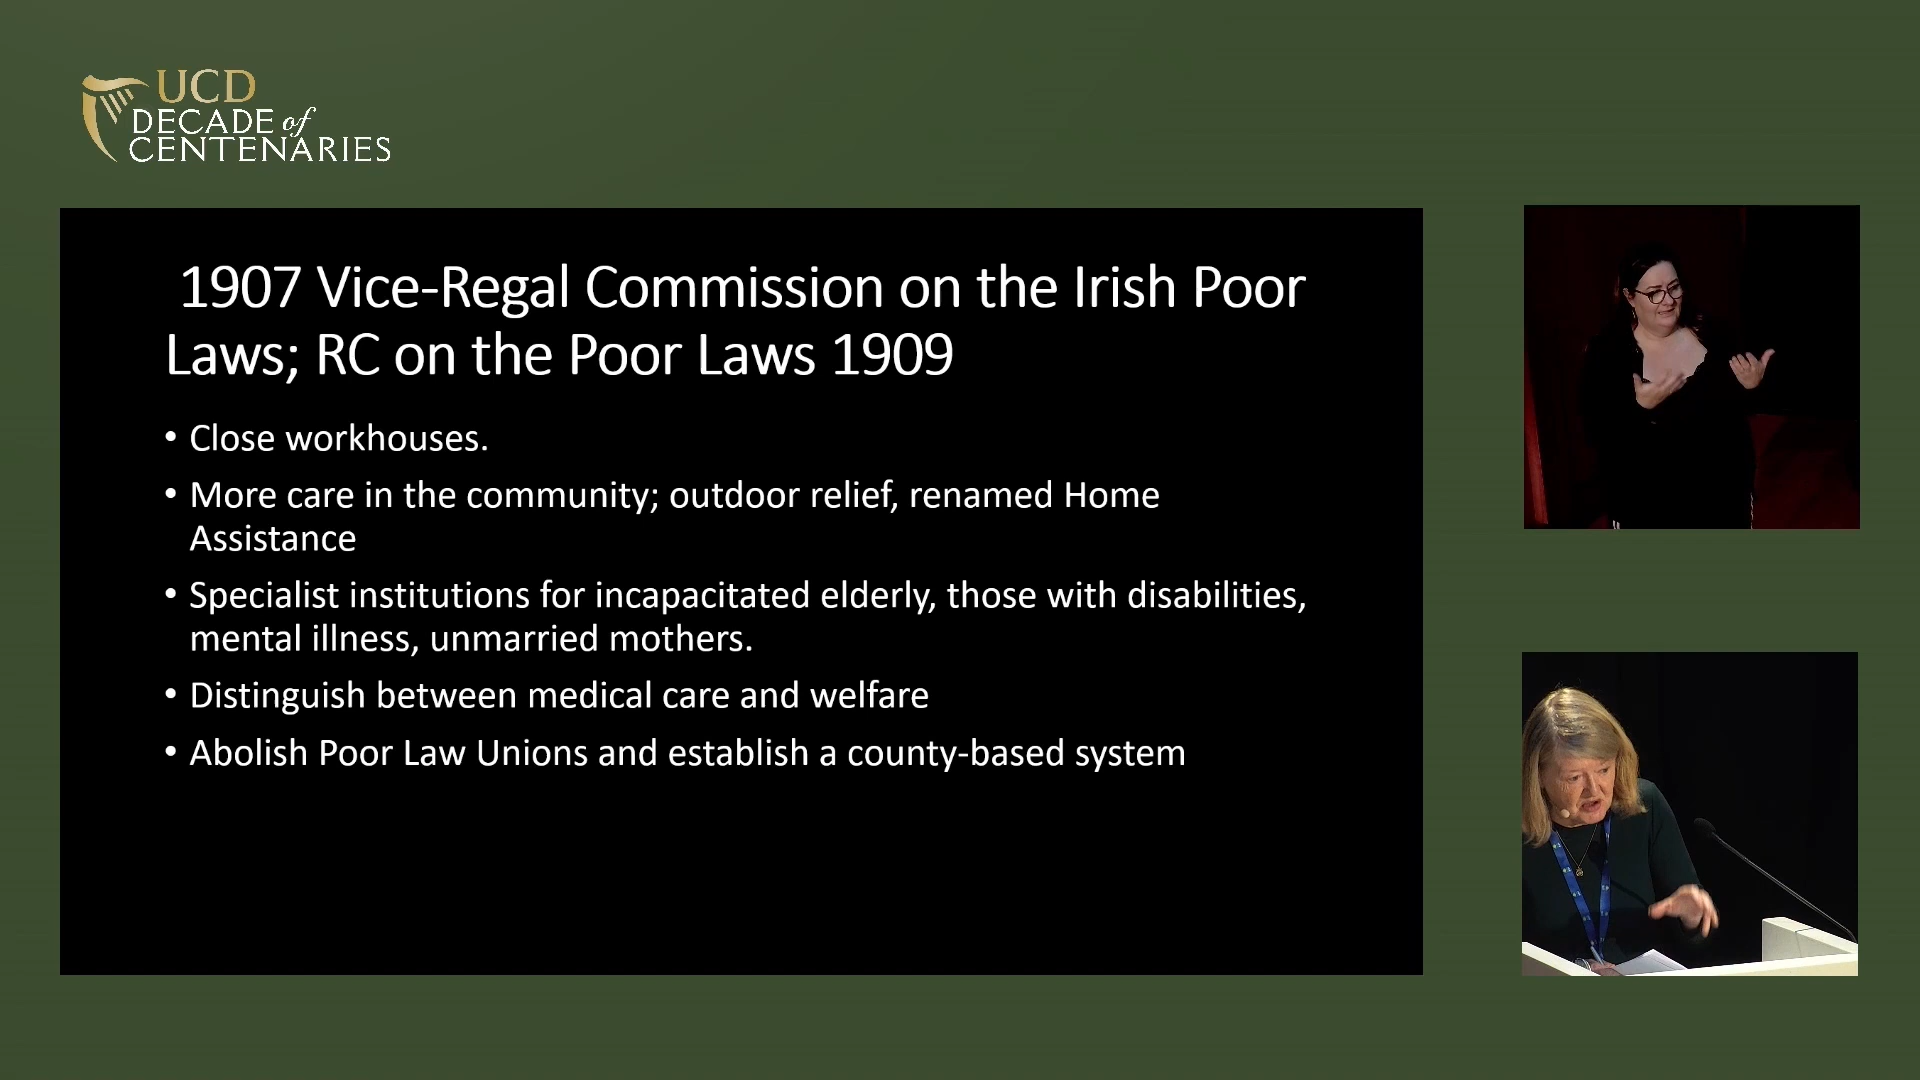 UCD
DECADE of
CENTENARIES
1907 Vice-Regal Commission on the Irish Poor
Laws; RC on the Poor Laws 1909
• Close workhouses.
• More care in the community; outdoor relief, renamed Home
Assistance
• Specialist institutions for incapacitated elderly, those with disabilities,
mental illness, unmarried mothers.
• Distinguish between medical care and welfare
• Abolish Poor Law Unions and establish a county-based system